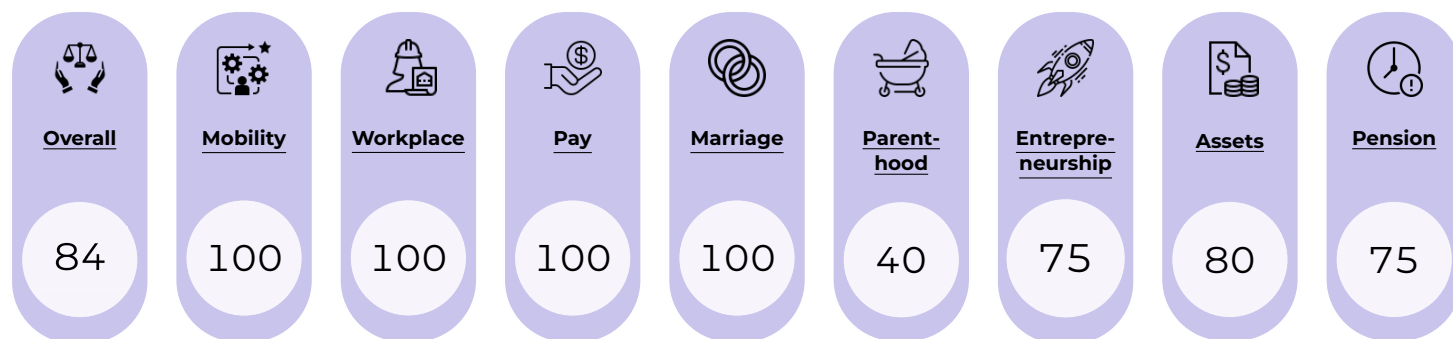 Overall
84
Mobility
100
Workplace
100
Pay
100
Marriage
100
Parent-
hood
40
Entrepre-
neurship
75
$
Assets
80
Pension
75